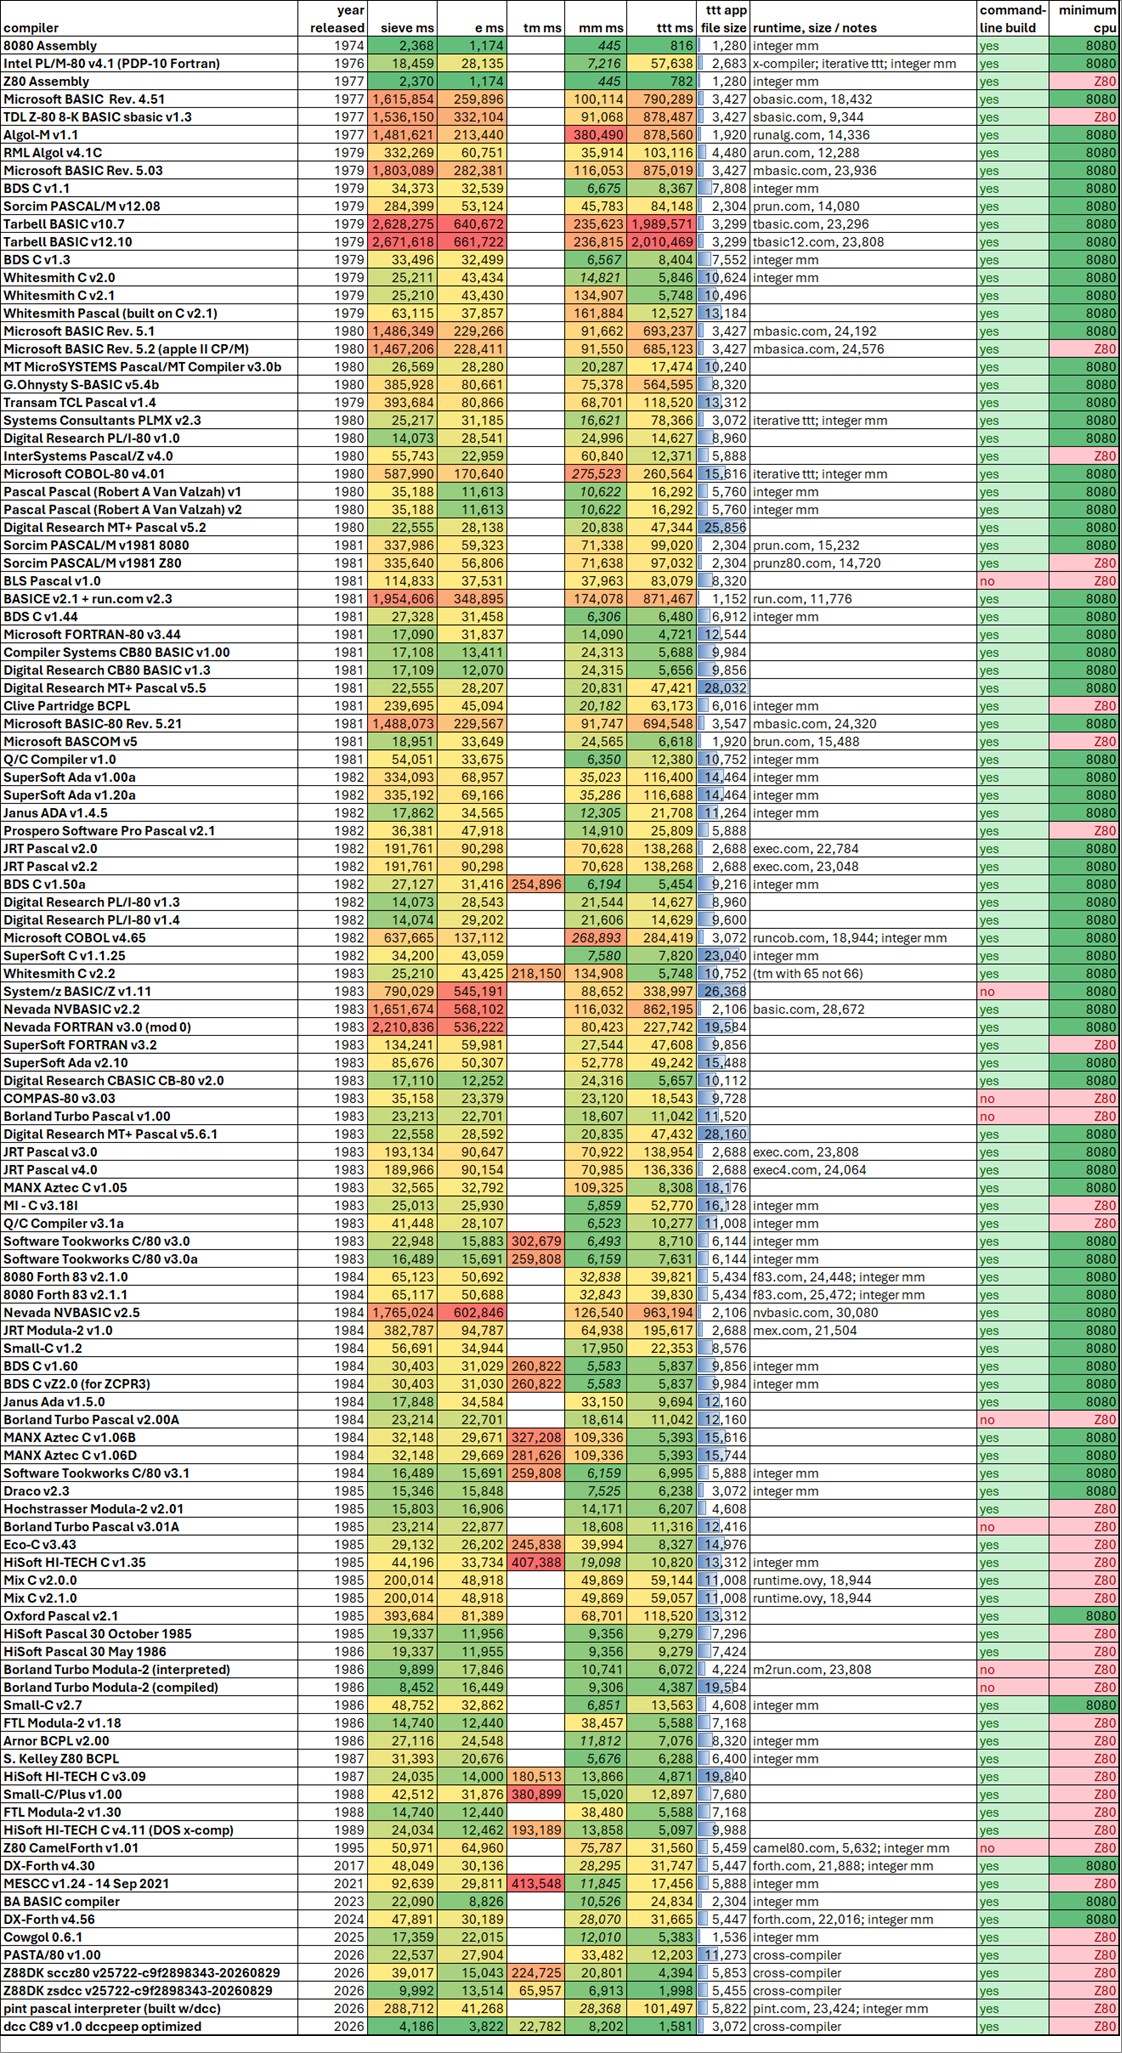 compiler year released sieve ms e ms tm ms mm ms ttt ms ttt app file size runtime, size / notes command-line build minimum cpu
8080 Assembly 1974 2,368 1,174 445 816 1,280 integer mm yes 8080
Intel PL/M-80 v4.1 (PDP-10 Fortran) 1976 18,459 28,135 7,216 57,638 2,683 x-compiler; iterative ttt; integer mm yes 8080
Z80 Assembly 1977 2,370 1,174 445 782 1,280 integer mm yes Z80
Microsoft BASIC Rev. 4.51 1977 1,615,854 259,896 100,114 790,289 3,427 obasic.com, 18,432 yes 8080
TDL Z-80 8-K BASIC sbasic v1.3 1977 1,536,150 332,104 91,068 878,487 3,427 sbasic.com, 9,344 yes Z80
Algol-M v1.1 1977 1,481,621 213,440 380,490 878,560 1,920 runalg.com, 14,336 yes 8080
RML Algol v4.1C 1979 332,269 60,751 35,914 103,116 4,480 arun.com, 12,288 yes 8080
Microsoft BASIC Rev. 5.03 1979 1,803,089 282,381 116,053 875,019 3,427 mbasic.com, 23,936 yes 8080
BDS C v1.1 1979 34,373 32,539 6,675 8,367 7,808 integer mm yes 8080
Sorcim PASCAL/M v12.08 1979 284,399 53,124 45,783 84,148 2,304 prun.com, 14,080 yes 8080
Tarbell BASIC v10.7 1979 2,628,275 640,672 235,623 1,989,571 3,299 tbasic.com, 23,296 yes 8080
Tarbell BASIC v12.10 1979 2,671,618 661,722 236,815 2,010,469 3,299 tbasic12.com, 23,808 yes 8080
BDS C v1.3 1979 33,496 32,499 6,567 8,404 7,552 integer mm yes 8080
Whitesmith C v2.0 1979 25,211 43,434 14,821 5,846 10,624 integer mm yes 8080
Whitesmith C v2.1 1979 25,210 43,430 134,907 5,748 10,496 yes 8080
Whitesmith Pascal (built on C v2.1) 1979 63,115 37,857 161,884 12,527 13,184 yes 8080
Microsoft BASIC Rev. 5.1 1980 1,486,349 229,266 91,662 693,237 3,427 mbasic.com, 24,192 yes 8080
Microsoft BASIC Rev. 5.2 (apple II CP/M) 1980 1,467,206 228,411 91,550 685,123 3,427 mbasica.com, 24,576 yes Z80
MT MicroSYSTEMS Pascal/MT Compiler v3.0b 1980 26,569 28,280 20,287 17,474 10,240 yes 8080
G.Ohnysty S-BASIC v5.4b 1980 385,928 80,661 75,378 564,595 8,320 yes 8080
Transam TCL Pascal v1.4 1979 393,684 80,866 68,701 118,520 13,312 yes 8080
Systems Consultants PLMX v2.3 1980 25,217 31,185 16,621 78,366 3,072 iterative ttt; integer mm yes 8080
Digital Research PL/I-80 v1.0 1980 14,073 28,541 24,996 14,627 8,960 yes 8080
InterSystems Pascal/Z v4.0 1980 55,743 22,959 60,840 12,371 5,888 yes Z80
Microsoft COBOL-80 v4.01 1980 587,990 170,640 275,523 260,564 15,616 iterative ttt; integer mm yes 8080
Pascal Pascal (Robert A Van Valzah) v1 1980 35,188 11,613 10,622 16,292 5,760 integer mm yes 8080
Pascal Pascal (Robert A Van Valzah) v2 1980 35,188 11,613 10,622 16,292 5,760 integer mm yes 8080
Digital Research MT+ Pascal v5.2 1980 22,555 28,138 20,838 47,344 25,856 yes 8080
Sorcim PASCAL/M v1981 8080 1981 337,986 59,323 71,338 99,020 2,304 prun.com, 15,232 yes 8080
Sorcim PASCAL/M v1981 Z80 1981 335,640 56,806 71,638 97,032 2,304 prunz80.com, 14,720 yes Z80
BLS Pascal v1.0 1981 114,833 37,531 37,963 83,079 8,320 no Z80
BASICE v2.1 + run.com v2.3 1981 1,954,606 348,895 174,078 871,467 1,152 run.com, 11,776 yes 8080
BDS C v1.44 1981 27,328 31,458 6,306 6,480 6,912 integer mm yes 8080
Microsoft FORTRAN-80 v3.44 1981 17,090 31,837 14,090 4,721 12,544 yes 8080
Compiler Systems CB80 BASIC v1.00 1981 17,108 13,411 24,313 5,688 9,984 yes 8080
Digital Research CB80 BASIC v1.3 1981 17,109 12,070 24,315 5,656 9,856 yes 8080
Digital Research MT+ Pascal v5.5 1981 22,555 28,207 20,831 47,421 28,032 yes 8080
Clive Partridge BCPL 1981 239,695 45,094 20,182 63,173 6,016 integer mm yes Z80
Microsoft BASIC-80 Rev. 5.21 1981 1,488,073 229,567 91,747 694,548 3,547 mbasic.com, 24,320 yes 8080
Microsoft BASCOM v5 1981 18,951 33,649 24,565 6,618 1,920 brun.com, 15,488 yes Z80
Q/C Compiler v1.0 1981 54,051 33,675 6,350 12,380 10,752 integer mm yes 8080
SuperSoft Ada v1.00a 1982 334,093 68,957 35,023 116,400 14,464 integer mm yes 8080
SuperSoft Ada v1.20a 1982 335,192 69,166 35,286 116,688 14,464 integer mm yes 8080
Janus ADA v1.4.5 1982 17,862 34,565 12,305 21,708 11,264 integer mm yes 8080
Prospero Software Pro Pascal v2.1 1982 36,381 47,918 14,910 25,809 5,888 yes Z80
JRT Pascal v2.0 1982 191,761 90,298 70,628 138,268 2,688 exec.com, 22,784 yes 8080
JRT Pascal v2.2 1982 191,761 90,298 70,628 138,268 2,688 exec.com, 23,048 yes 8080
BDS C v1.50a 1982 27,127 31,416 254,896 6,194 5,454 9,216 integer mm yes 8080
Digital Research PL/I-80 v1.3 1982 14,073 28,543 21,544 14,627 8,960 yes 8080
Digital Research PL/I-80 v1.4 1982 14,074 29,202 21,606 14,629 9,600 yes 8080
Microsoft COBOL v4.65 1982 637,665 137,112 268,893 284,419 3,072 runcob.com, 18,944; integer mm yes 8080
SuperSoft C v1.1.25 1982 34,200 43,059 7,580 7,820 23,040 integer mm yes 8080
Whitesmith C v2.2 1983 25,210 43,425 218,150 134,908 5,748 10,752 (tm with 65 not 66) yes 8080
System/z BASIC/Z v1.11 1983 790,029 545,191 88,652 338,997 26,368 no 8080
Nevada NVBASIC v2.2 1983 1,651,674 568,102 116,032 862,195 2,106 basic.com, 28,672 yes 8080
Nevada FORTRAN v3.0 (mod 0) 1983 2,210,836 536,222 80,423 227,742 19,584 yes 8080
SuperSoft FORTRAN v3.2 1983 134,241 59,981 27,544 47,608 9,856 yes Z80
SuperSoft Ada v2.10 1983 85,676 50,307 52,778 49,242 15,488 yes 8080
Digital Research CBASIC CB-80 v2.0 1983 17,110 12,252 24,316 5,657 10,112 yes 8080
COMPAS-80 v3.03 1983 35,158 23,379 23,120 18,543 9,728 no Z80
Borland Turbo Pascal v1.00 1983 23,213 22,701 18,607 11,042 11,520 no Z80
Digital Research MT+ Pascal v5.6.1 1983 22,558 28,592 20,835 47,432 28,160 yes 8080
JRT Pascal v3.0 1983 193,134 90,647 70,922 138,954 2,688 exec.com, 23,808 yes 8080
JRT Pascal v4.0 1983 189,966 90,154 70,985 136,336 2,688 exec4.com, 24,064 yes 8080
MANX Aztec C v1.05 1983 32,565 32,792 109,325 8,308 18,176 yes 8080
MI - C v3.18I 1983 25,013 25,930 5,859 52,770 16,128 integer mm yes Z80
Q/C Compiler v3.1a 1983 41,448 28,107 6,523 10,277 11,008 integer mm yes Z80
Software Tookworks C/80 v3.0 1983 22,948 15,883 302,679 6,493 8,710 6,144 integer mm yes 8080
Software Tookworks C/80 v3.0a 1983 16,489 15,691 259,808 6,159 7,631 6,144 integer mm yes 8080
8080 Forth 83 v2.1.0 1984 65,123 50,692 32,838 39,821 5,434 f83.com, 24,448; integer mm yes 8080
8080 Forth 83 v2.1.1 1984 65,117 50,688 32,843 39,830 5,434 f83.com, 25,472; integer mm yes 8080
Nevada NVBASIC v2.5 1984 1,765,024 602,846 126,540 963,194 2,106 nvbasic.com, 30,080 yes 8080
JRT Modula-2 v1.0 1984 382,787 94,787 64,938 195,617 2,688 mex.com, 21,504 yes 8080
Small-C v1.2 1984 56,691 34,944 17,950 22,353 8,576 yes 8080
BDS C v1.60 1984 30,403 31,029 260,822 5,583 5,837 9,856 integer mm yes 8080
BDS C vZ2.0 (for ZCPR3) 1984 30,403 31,030 260,822 5,583 5,837 9,984 integer mm yes 8080
Janus Ada v1.5.0 1984 17,848 34,584 33,150 9,694 12,160 yes 8080
Borland Turbo Pascal v2.00A 1984 23,214 22,701 18,614 11,042 12,160 no Z80
MANX Aztec C v1.06B 1984 32,148 29,671 327,208 109,336 5,393 15,616 yes 8080
MANX Aztec C v1.06D 1984 32,148 29,669 281,626 109,336 5,393 15,744 yes 8080
Software Tookworks C/80 v3.1 1984 16,489 15,691 259,808 6,159 6,995 5,888 integer mm yes 8080
Draco v2.3 1985 15,346 15,848 7,525 6,238 3,072 integer mm yes 8080
Hochstrasser Modula-2 v2.01 1985 15,803 16,906 14,171 6,207 4,608 yes Z80
Borland Turbo Pascal v3.01A 1985 23,214 22,877 18,608 11,316 12,416 no Z80
Eco-C v3.43 1985 29,132 26,202 245,838 39,994 8,327 14,976 yes Z80
HiSoft HI-TECH C v1.35 1985 44,196 33,734 407,388 19,098 10,820 13,312 integer mm yes Z80
Mix C v2.0.0 1985 200,014 48,918 49,869 59,144 11,008 runtime.ovy, 18,944 yes Z80
Mix C v2.1.0 1985 200,014 48,918 49,869 59,057 11,008 runtime.ovy, 18,944 yes Z80
Oxford Pascal v2.1 1985 393,684 81,389 68,701 118,520 13,312 yes 8080
HiSoft Pascal 30 October 1985 1985 19,337 11,956 9,356 9,279 7,296 yes Z80
HiSoft Pascal 30 May 1986 1986 19,337 11,955 9,356 9,279 7,424 yes Z80
Borland Turbo Modula-2 (interpreted) 1986 9,899 17,846 10,741 6,072 4,224 m2run.com, 23,808 no Z80
Borland Turbo Modula-2 (compiled) 1986 8,452 16,449 9,306 4,387 19,584 no Z80
Small-C v2.7 1986 48,752 32,862 6,851 13,563 4,608 integer mm yes 8080
FTL Modula-2 v1.18 1986 14,740 12,440 38,457 5,588 7,168 yes Z80
Arnor BCPL v2.00 1986 27,116 24,548 11,812 7,076 8,320 integer mm yes Z80
S. Kelley Z80 BCPL 1987 31,393 20,676 5,676 6,288 6,400 integer mm yes Z80
HiSoft HI-TECH C v3.09 1987 24,035 14,000 180,513 13,866 4,871 19,840 yes Z80
Small-C/Plus v1.00 1988 42,512 31,876 380,899 15,020 12,897 7,680 yes Z80
FTL Modula-2 v1.30 1988 14,740 12,440 38,480 5,588 7,168 yes Z80
HiSoft HI-TECH C v4.11 (DOS x-comp) 1989 24,034 12,462 193,189 13,858 5,097 9,988 yes Z80
Z80 CamelForth v1.01 1995 50,971 64,960 75,787 31,560 5,459 camel80.com, 5,632; integer mm no Z80
DX-Forth v4.30 2017 48,049 30,136 28,295 31,747 5,447 forth.com, 21,888; integer mm yes 8080
MESCC v1.24 - 14 Sep 2021 2021 92,639 29,811 413,548 11,845 17,456 5,888 integer mm yes Z80
BA BASIC compiler 2023 22,090 8,826 10,526 24,834 2,304 integer mm yes 8080
DX-Forth v4.56 2024 47,891 30,189 28,070 31,665 5,447 forth.com, 22,016; integer mm yes 8080
Cowgol 0.6.1 2025 17,359 22,015 12,010 5,383 1,536 integer mm yes Z80
PASTA/80 v1.00 2026 22,537 27,904 33,482 12,203 11,273 cross-compiler yes Z80
Z88DK sccz80 v25722-c9f2898343-20260829 2026 39,017 15,043 224,725 20,801 4,394 5,853 cross-compiler yes Z80
Z88DK zsdcc v25722-c9f2898343-20260829 2026 9,992 13,514 65,957 6,913 1,998 5,455 cross-compiler yes Z80
pint pascal interpreter (built w/dcc) 2026 288,712 41,268 28,368 101,497 5,822 pint.com, 23,424; integer mm yes Z80
dcc C89 v1.0 dccpeep optimized 2026 4,186 3,822 22,782 8,202 1,581 3,072 cross-compiler yes Z80